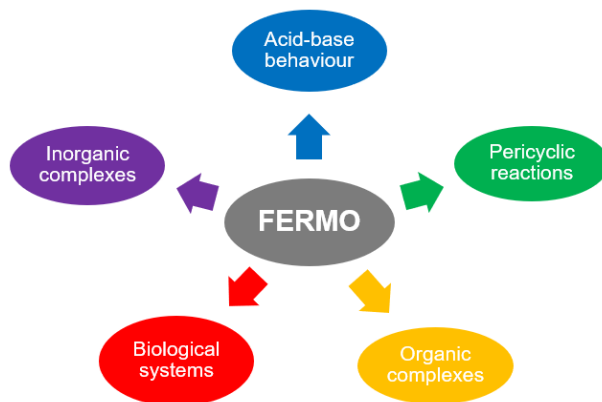 Acid-base
behaviour
Inorganic
complexes
Pericyclic
reactions
FERMO
Biological
systems
Organic
complexes